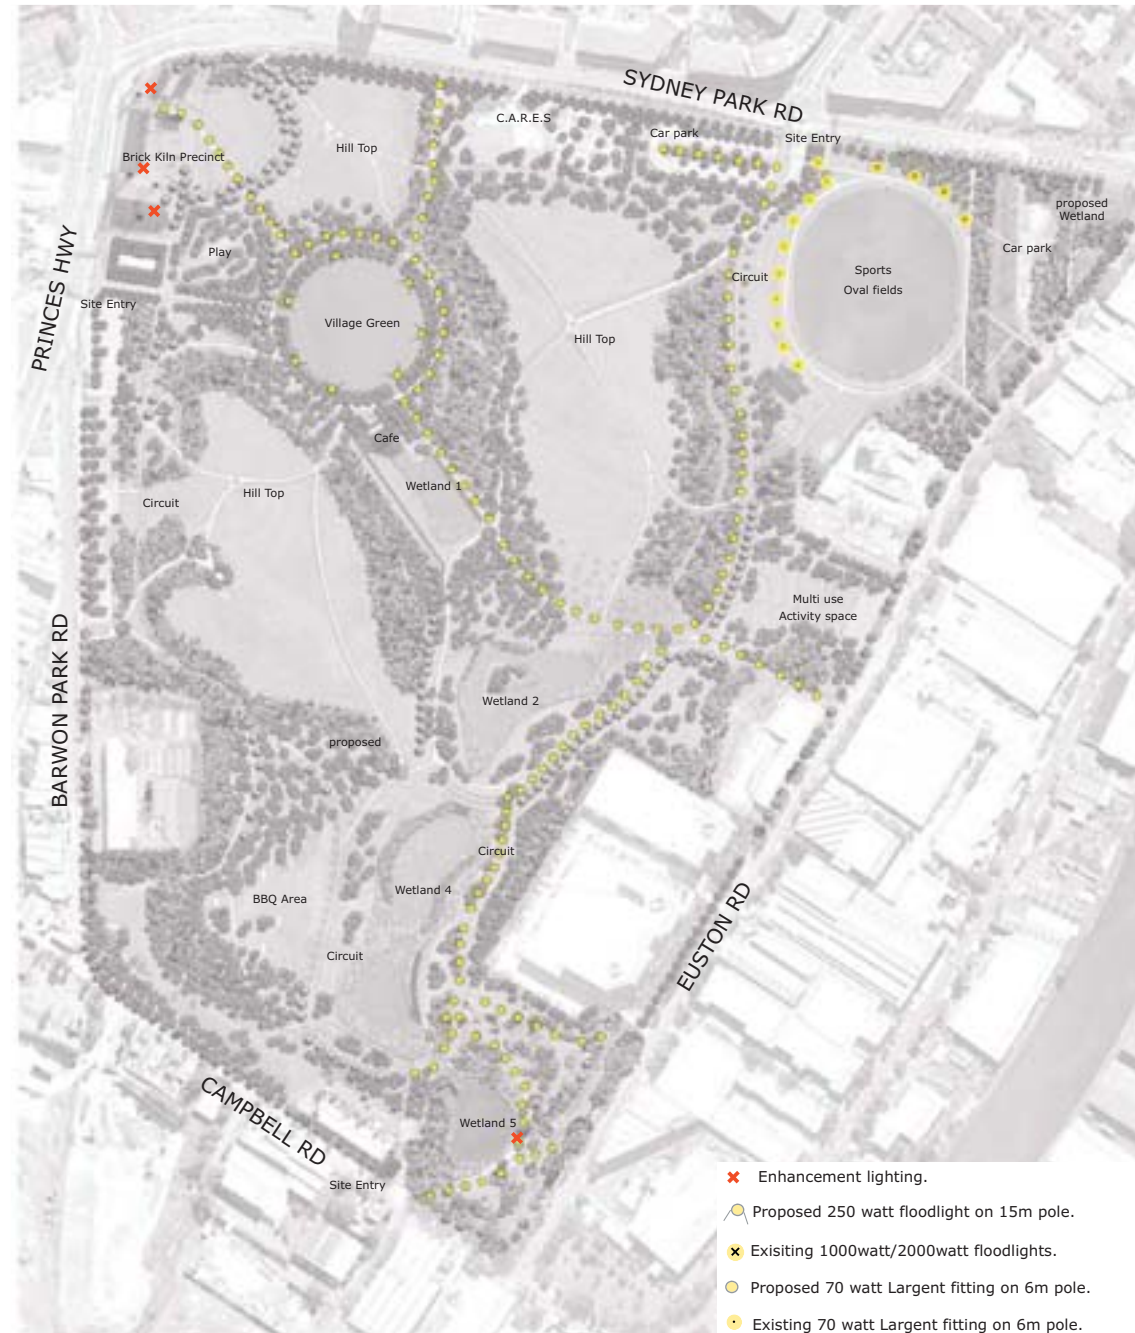 SYDNEY PARK RD
C.A.R.E.S
Car park
Site Entry
Hill Top
Brick Kiln Precinct
proposed
Wetland
Play
Circuit
Sports
Oval fields
Car park
PRINCES HWY
Site Entry
Village Green
Hill Top
Cafe
Wetland 1
Circuit
Hill Top
Multi use
Activity space
BARWON PARK RD
Wetland 2
proposed
Circuit
Wetland 4
BBQ Area
EUSTON RD
Circuit
CAMPBELL RD
Wetland 5
Site Entry
Enhancement lighting.
Proposed 250 watt floodlight on 15m pole.
Exisiting 1000watt/2000watt floodlights.
Proposed 70 watt Largent fitting on 6m pole.
Existing 70 watt Largent fitting on 6m pole.